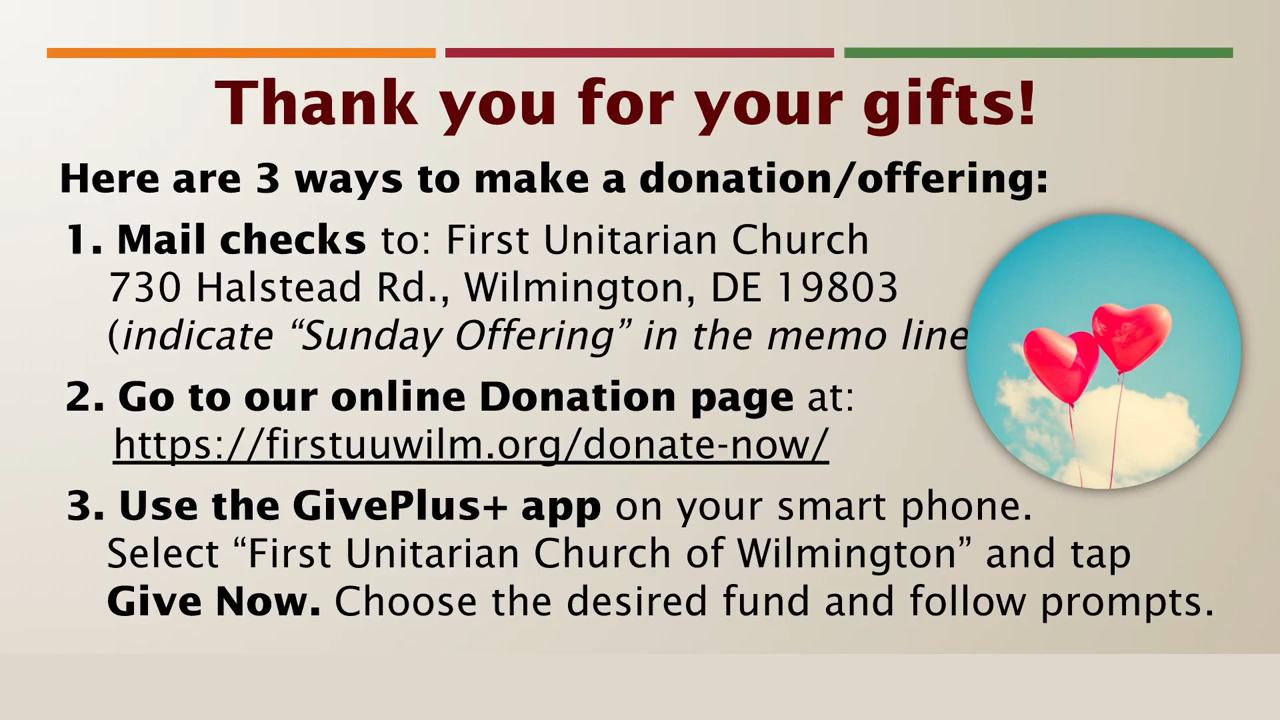 Thank you for your gifts!
Here are 3 ways to make a donation/offering:
1. Mail checks to: First Unitarian Church
730 Halstead Rd., Wilmington, DE 19803
(indicate “Sunday Offering” in the memo line
2. Go to our online Donation page at:
https://firstuuwilm.org/donate-now/
3. Use the GivePlus+ app on your smart phone.
Select “First Unitarian Church of Wilmington” and tap
Give Now. Choose the desired fund and follow prompts.